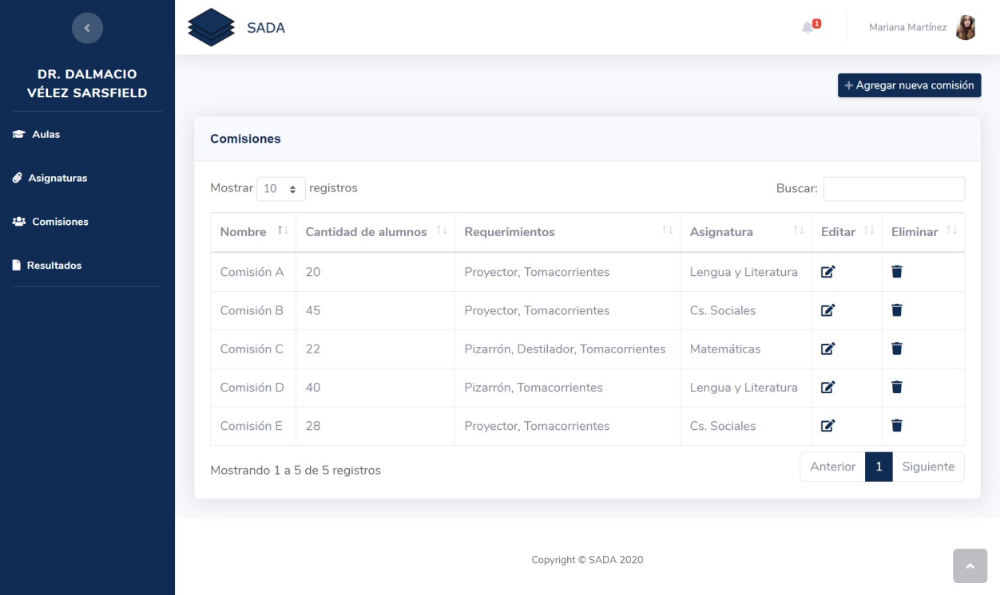 SADA
1
Mariana Martínez
DR. DALMACIO
VÉLEZ SARSFIELD
Aulas
Asignaturas
Comisiones
Resultados
+ Agregar nueva comisión
Comisiones
Mostrar 10 registros
Buscar:
Nombre Cantidad de alumnos Requerimientos Asignatura Editar Eliminar
Comisión A 20 Proyector, Tomacorrientes Lengua y Literatura
Comisión B 45 Proyector, Tomacorrientes Cs. Sociales
Comisión C 22 Pizarrón, Destilador, Tomacorrientes Matemáticas
Comisión D 40 Pizarrón, Tomacorrientes Lengua y Literatura
Comisión E 28 Proyector, Tomacorrientes Cs. Sociales
Mostrando 1 a 5 de 5 registros
Anterior 1 Siguiente
Copyright © SADA 2020